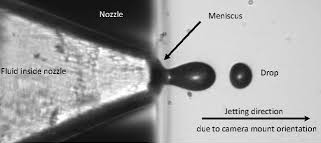 Nozzle
Meniscus
Fluid inside nozzle
Drop
Jetting direction
due to camera mount orientation